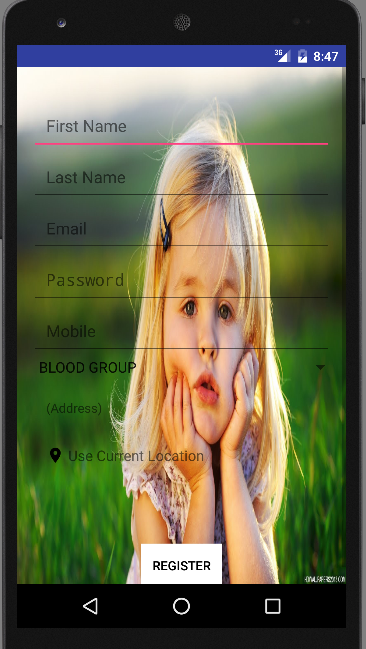 3G 8:47
First Name
Last Name
Email
Password
Mobile
BLOOD GROUP
(Address)
Use Current Location
REGISTER